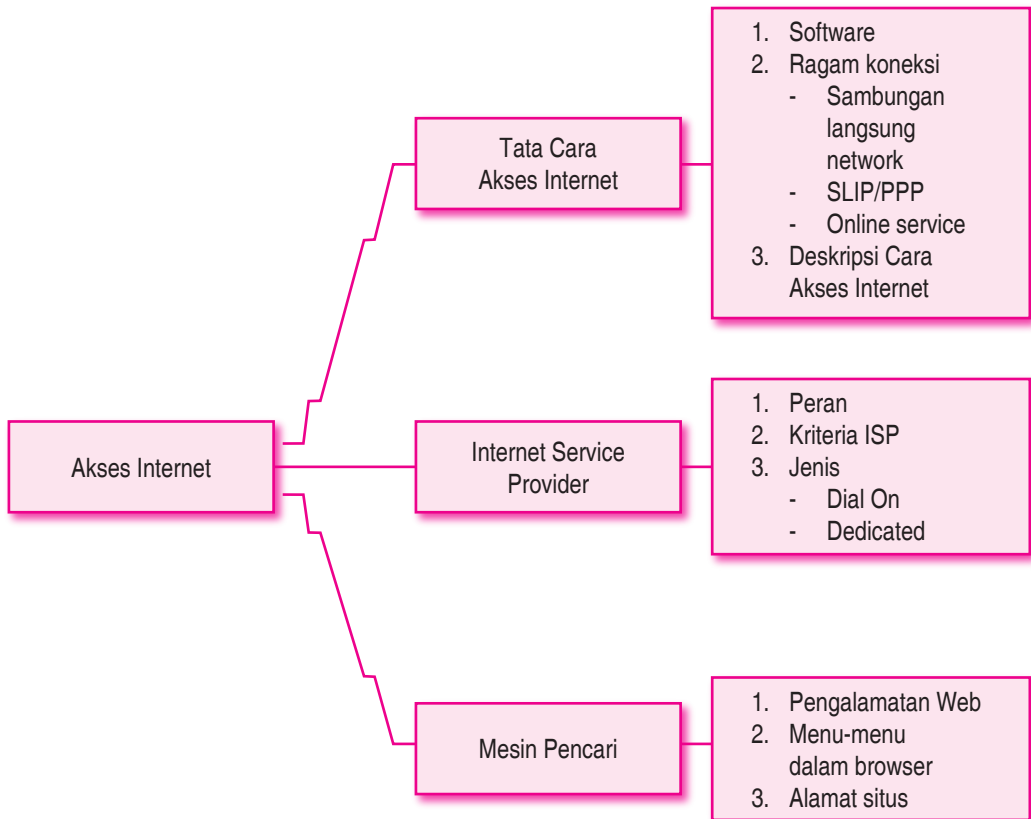 Akses Internet
Tata Cara
Akses Internet
1. Software
2. Ragam koneksi
- Sambungan
langsung
network
- SLIP/PPP
- Online service
3. Deskripsi Cara
Akses Internet
Internet Service
Provider
1. Peran
2. Kriteria ISP
3. Jenis
- Dial On
- Dedicated
Mesin Pencari
1. Pengalamatan Web
2. Menu-menu
dalam browser
3. Alamat situs